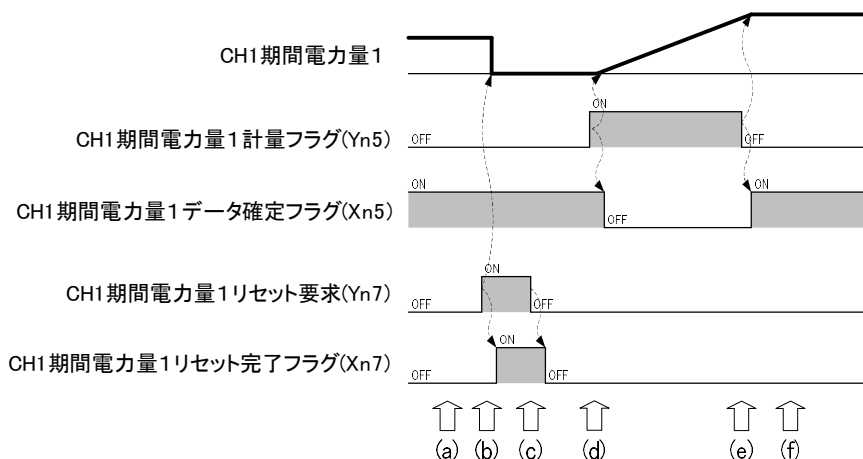 CH1期間電力量1
ON
CH1期間電力量1計量フラグ(Yn5) OFF OFF
ON ON
CH1期間電力量1データ確定フラグ(Xn5) OFF
ON
CH1期間電力量1リセット要求(Yn7) OFF OFF
ON
CH1期間電力量1リセット完了フラグ(Xn7) OFF OFF
(a) (b) (c) (d) (e) (f)